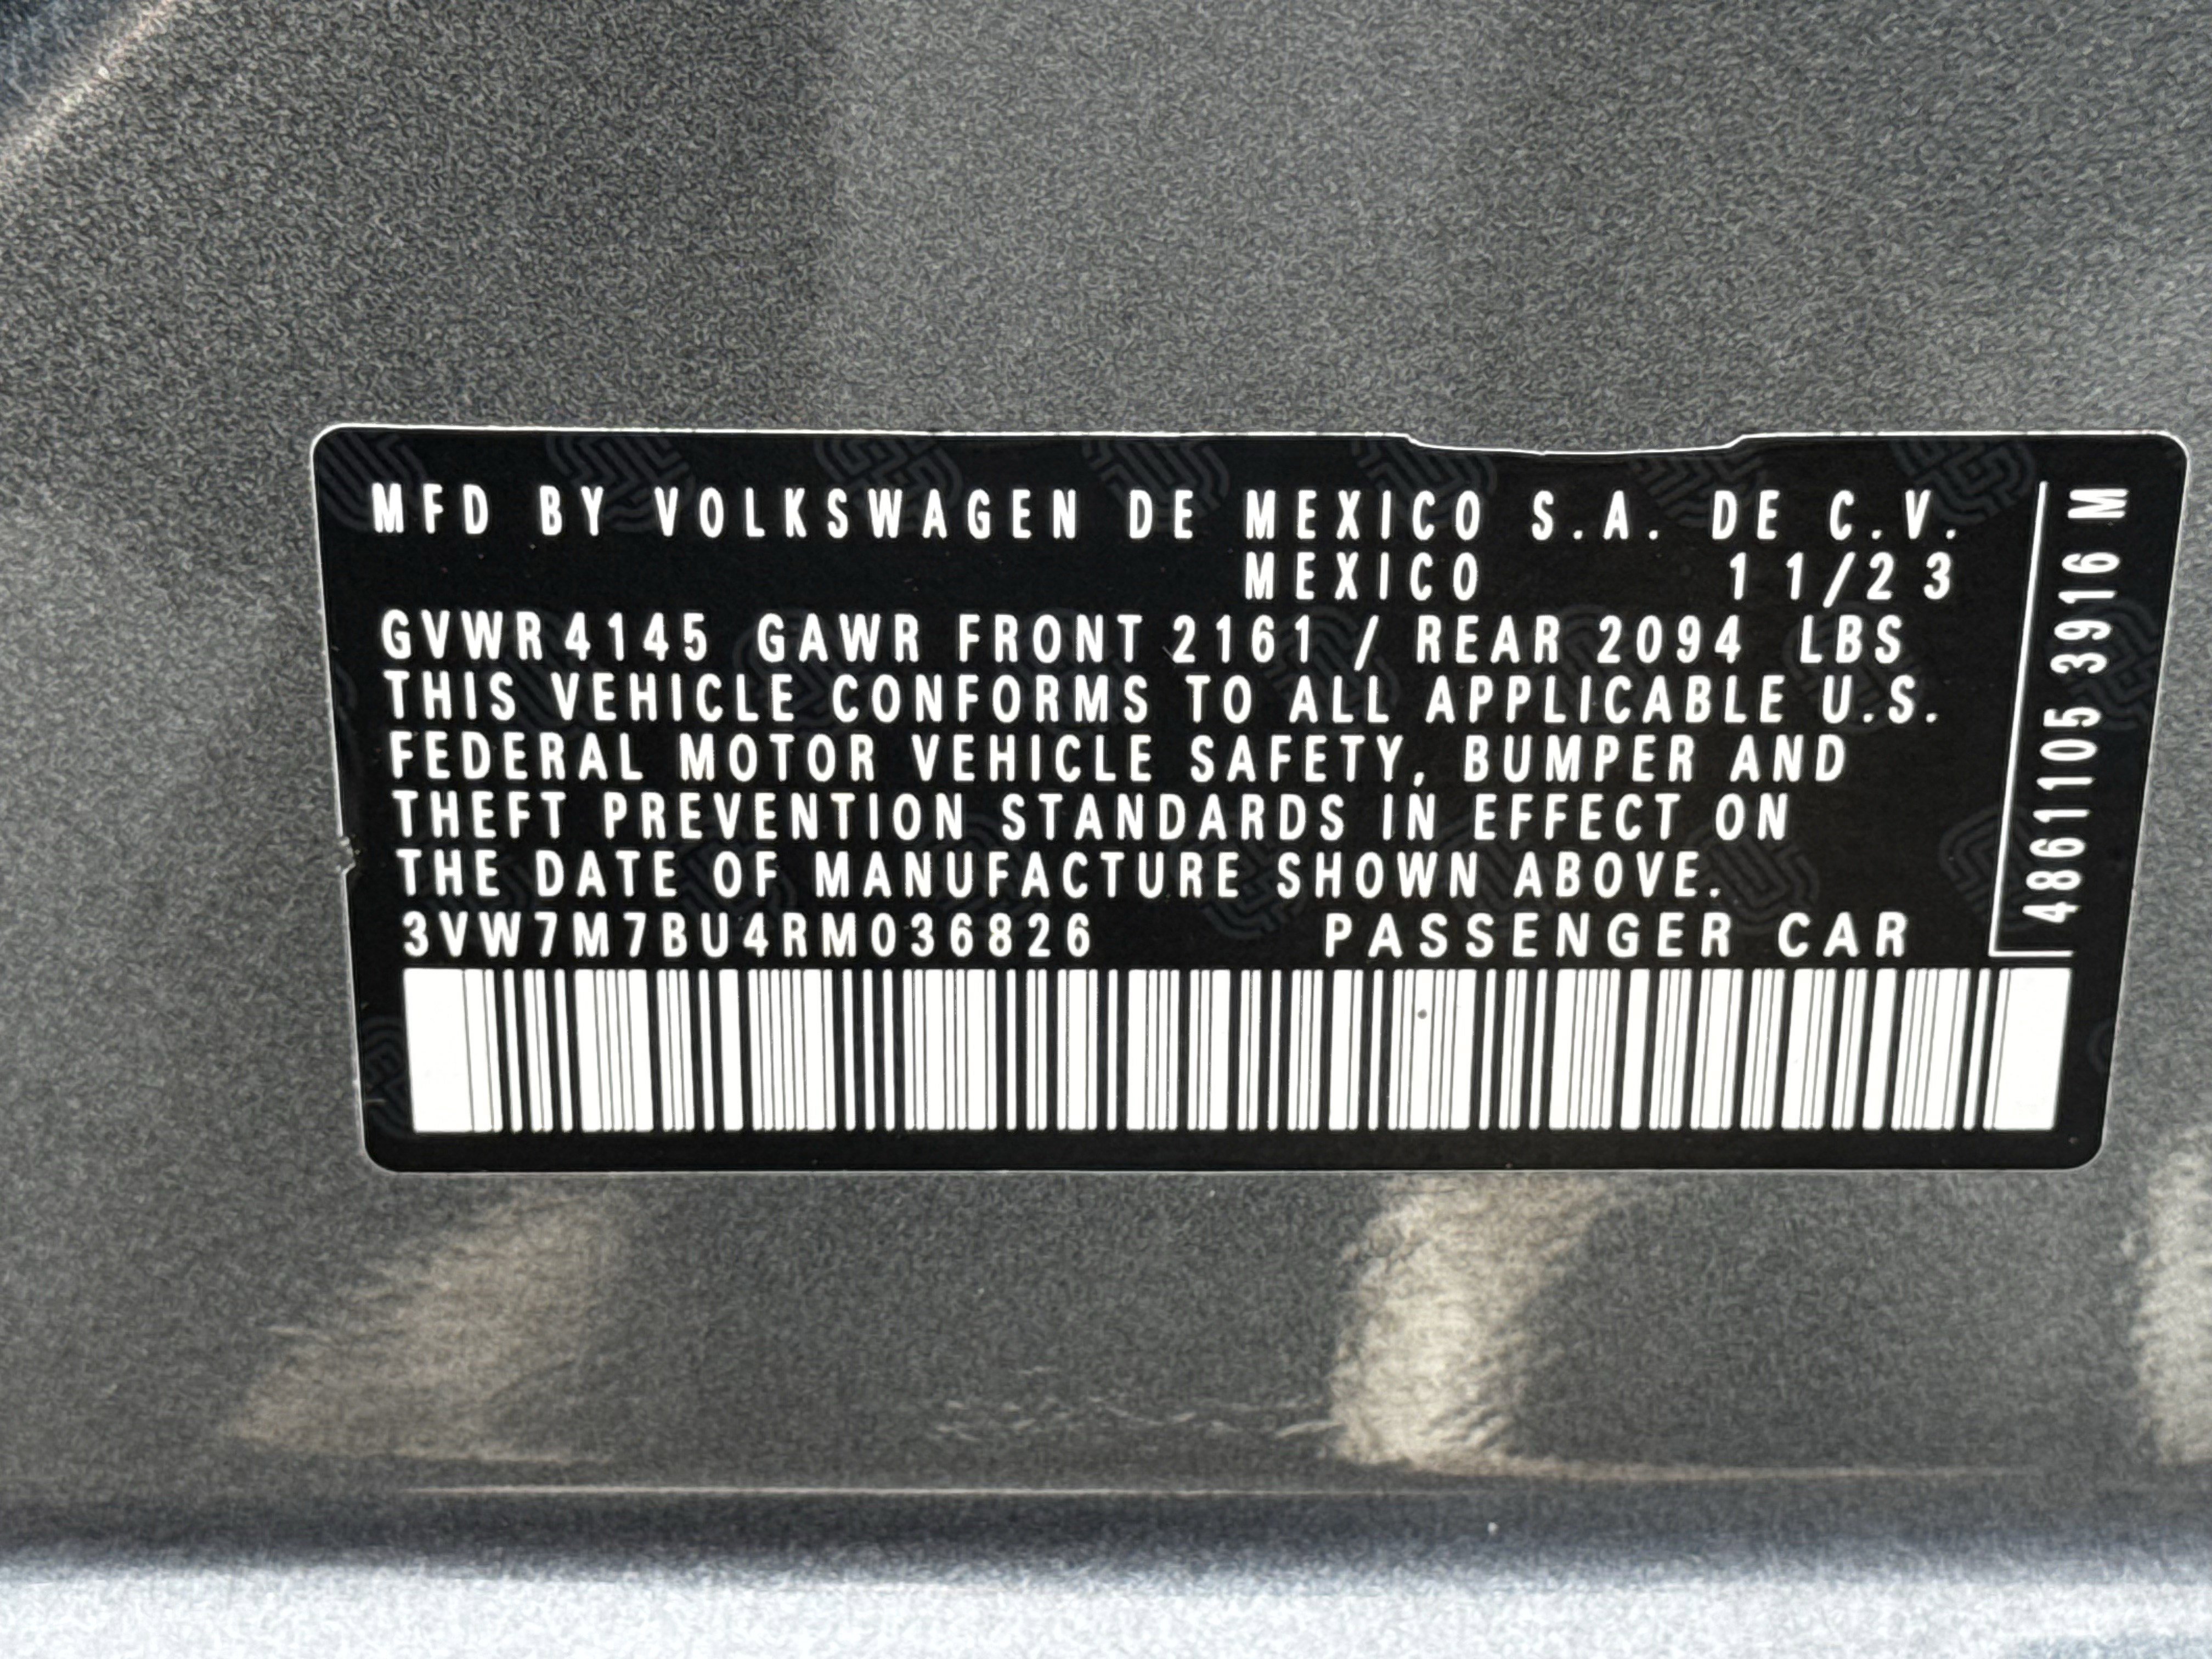 MFD BY VOLKSWAGEN DE MEXICO S.A. DE C.V.
MEXICO 11/23
GVWR 4145 GAWR FRONT 2161 / REAR 2094 LBS
THIS VEHICLE CONFORMS TO ALL APPLICABLE U.S.
FEDERAL MOTOR VEHICLE SAFETY, BUMPER AND
THEFT PREVENTION STANDARDS IN EFFECT ON
THE DATE OF MANUFACTURE SHOWN ABOVE.
3VW7M7BU4RM036826 PASSENGER CAR
4861105 3916 M